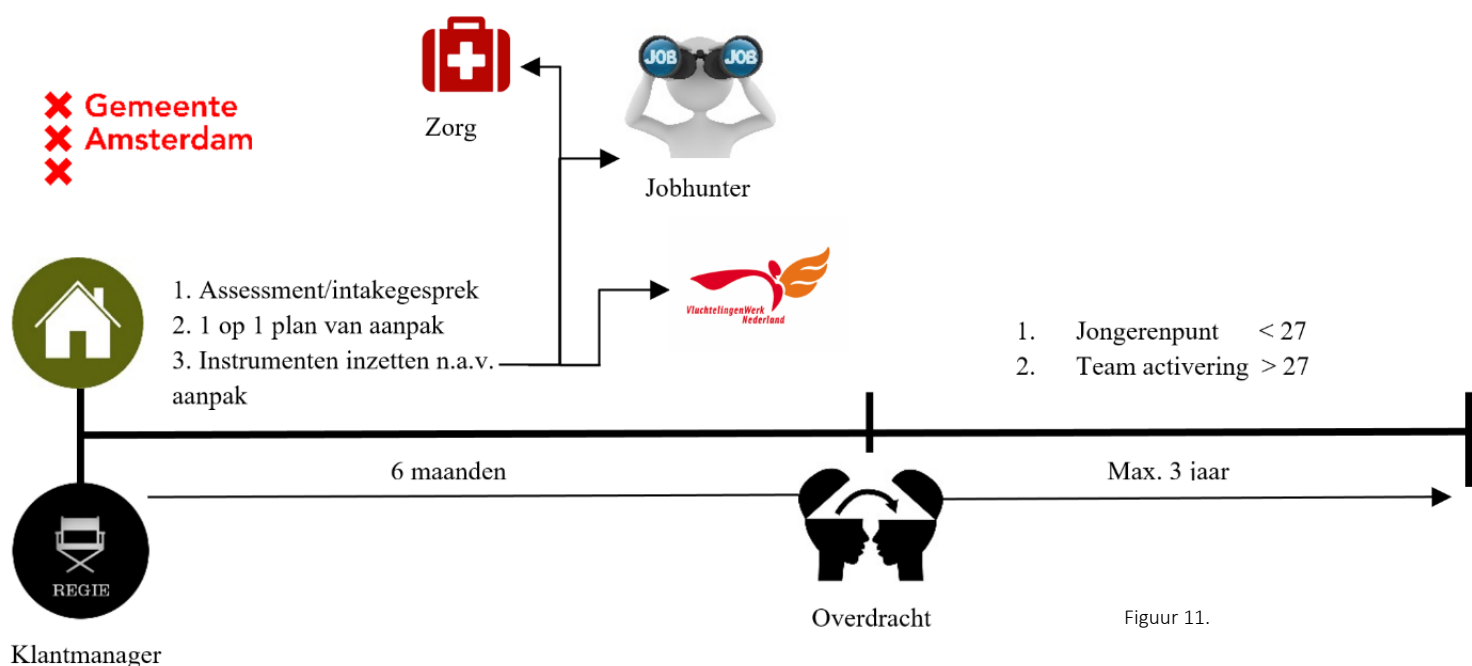 Gemeente
Amsterdam
Zorg
JOB JOB
Jobhunter
VluchtelingenWerk
Nederland
1. Assessment/intakegesprek
2. 1 op 1 plan van aanpak
3. Instrumenten inzetten n.a.v.
aanpak
1. Jongerenpunt < 27
2. Team activering > 27
6 maanden
Max. 3 jaar
REGIE
Klantmanager
Overdracht
Figuur 11.